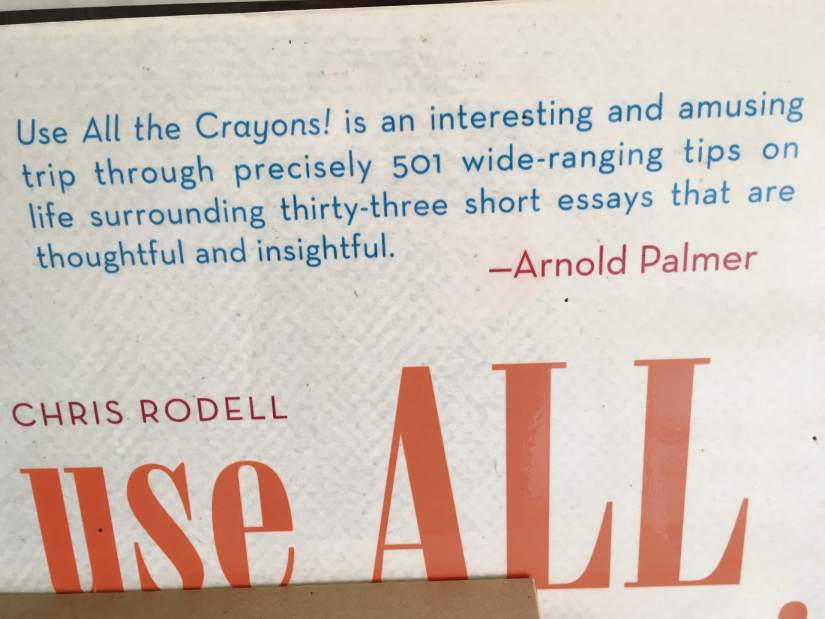 Use All the Crayons! is an interesting and amusing
trip through precisely 501 wide-ranging tips on
life surrounding thirty-three short essays that are
thoughtful and insightful.
—Arnold Palmer
CHRIS RODELL
use ALL